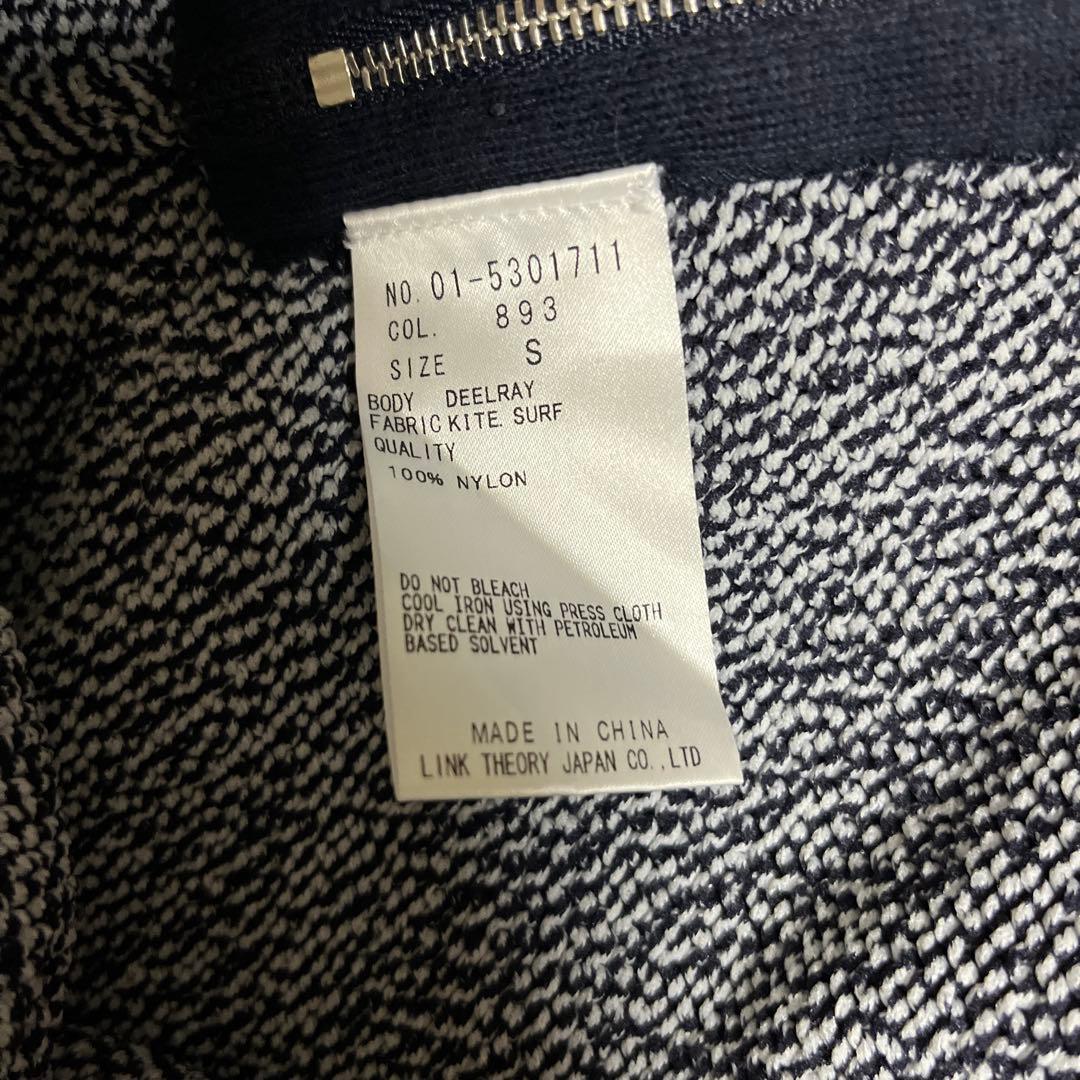 NO. 01-5301711
COL. 893
SIZE S
BODY DEELRAY
FABRIC KITE. SURF
QUALITY
100% NYLON
DO NOT BLEACH
COOL IRON USING PRESS CLOTH
DRY CLEAN WITH PETROLEUM
BASED SOLVENT
MADE IN CHINA
LINK THEORY JAPAN CO.,LTD